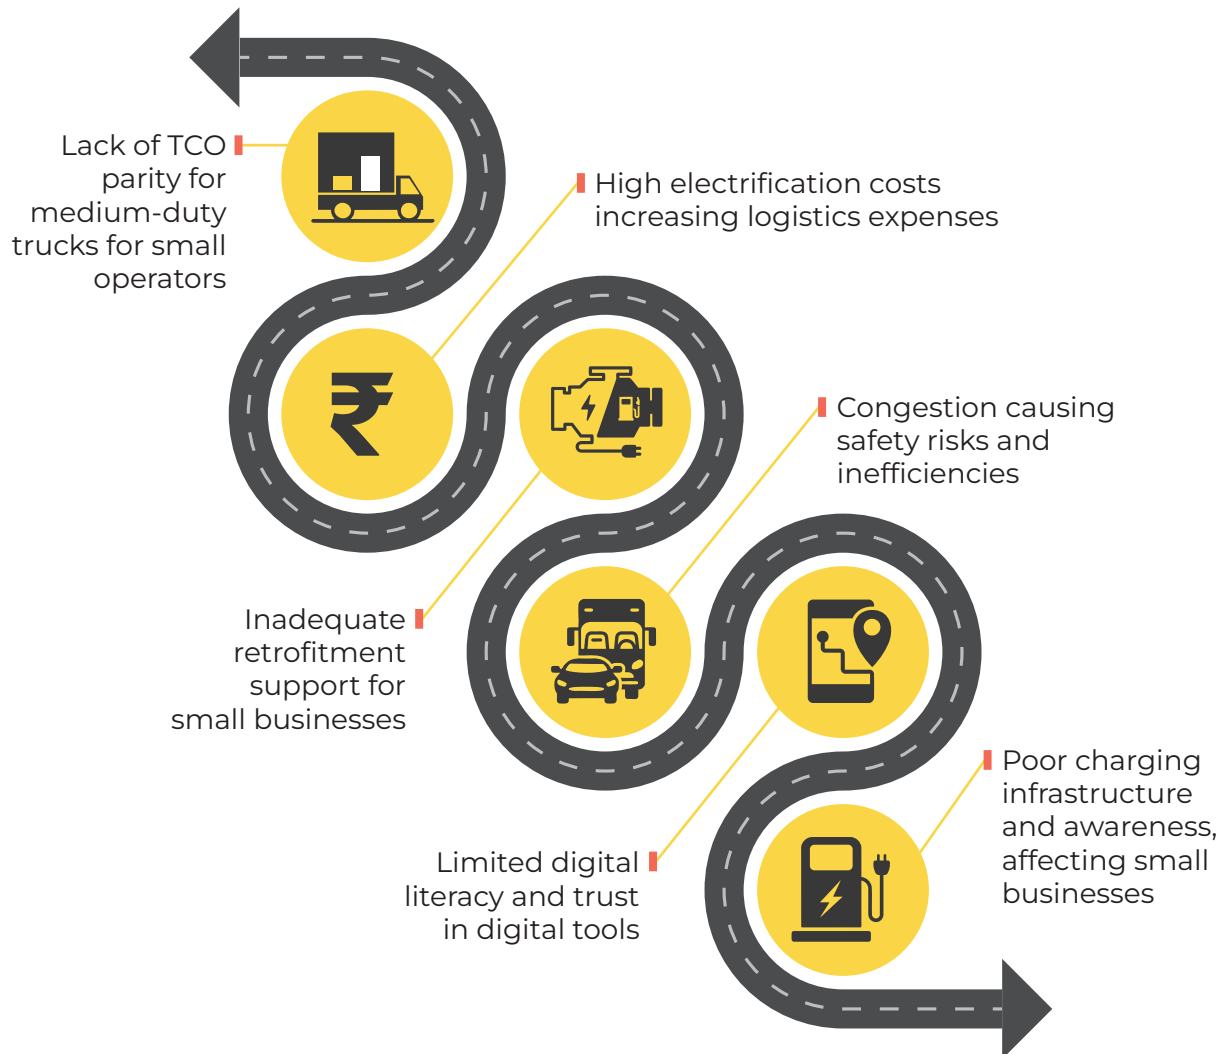 Lack of TCO
parity for
medium-duty
trucks for small
operators
High electrification costs
increasing logistics expenses
₹
Congestion causing
safety risks and
inefficiencies
Inadequate
retrofitment
support for
small businesses
Poor charging
infrastructure
and awareness,
affecting small
businesses
Limited digital
literacy and trust
in digital tools